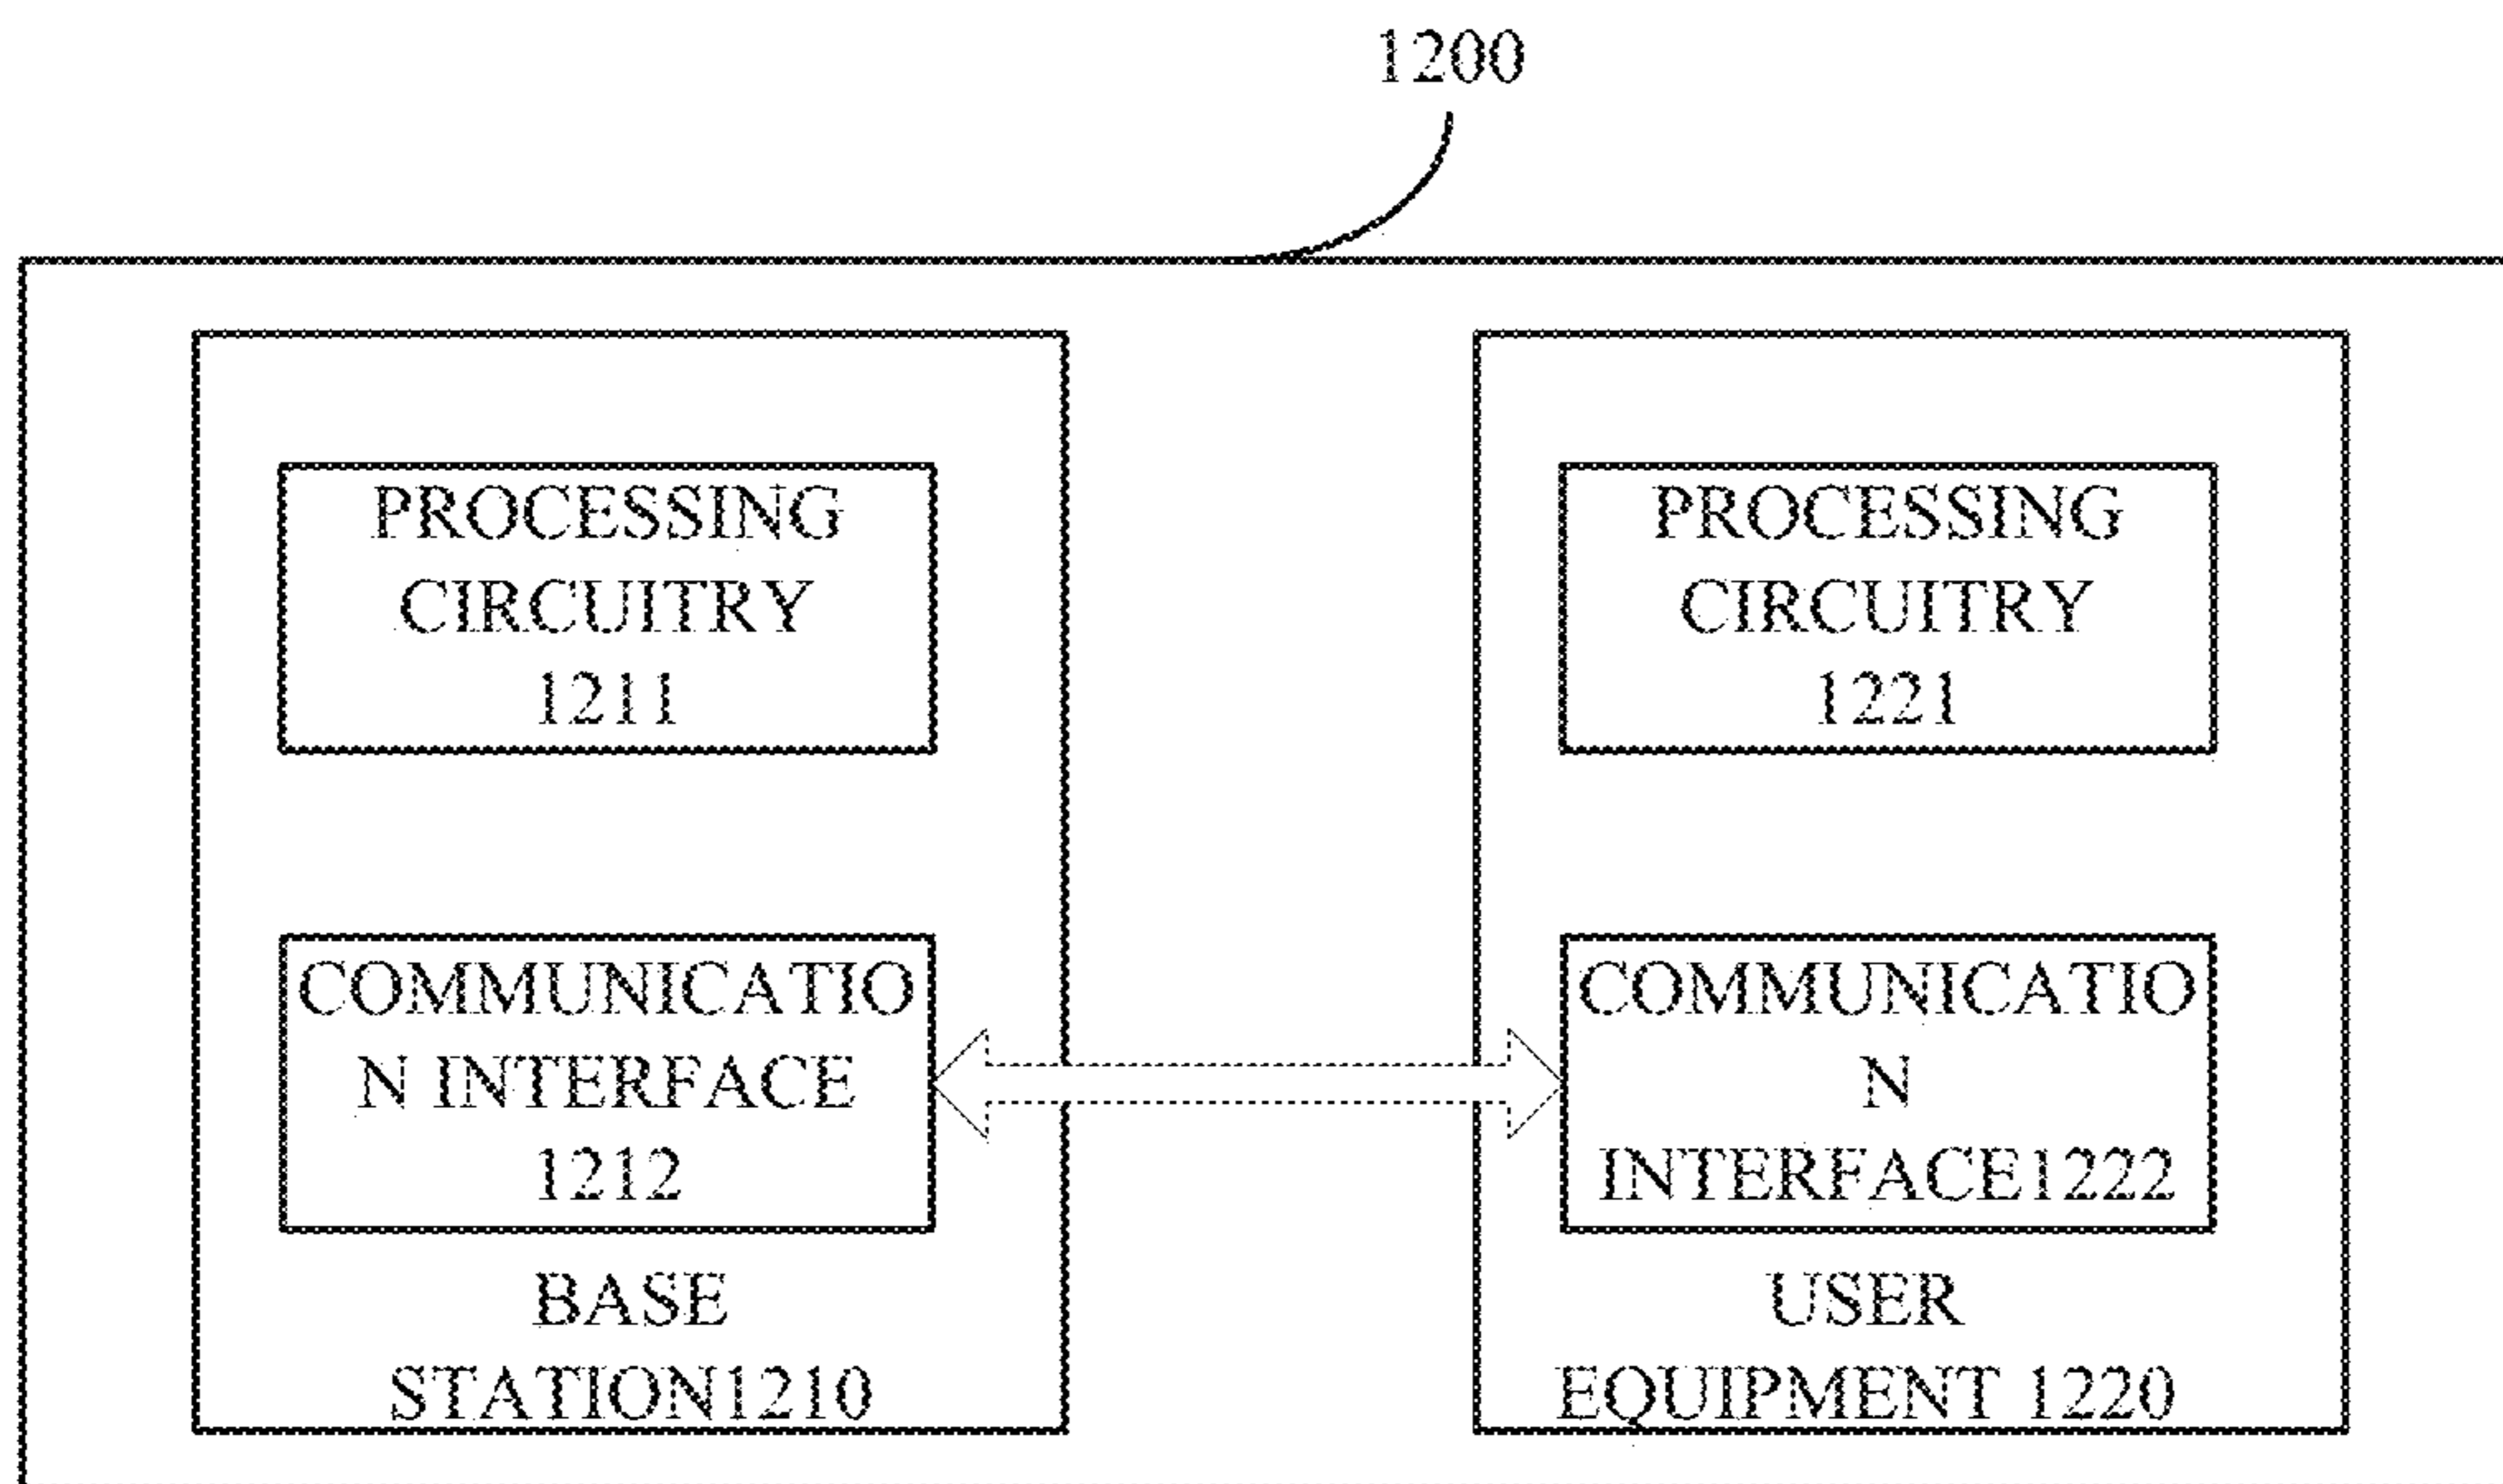 1200
PROCESSING
CIRCUITRY
1211
COMMUNICATIO
N INTERFACE
1212
BASE
STATION1210
PROCESSING
CIRCUITRY
1221
COMMUNICATIO
N
INTERFACE1222
USER
EQUIPMENT 1220